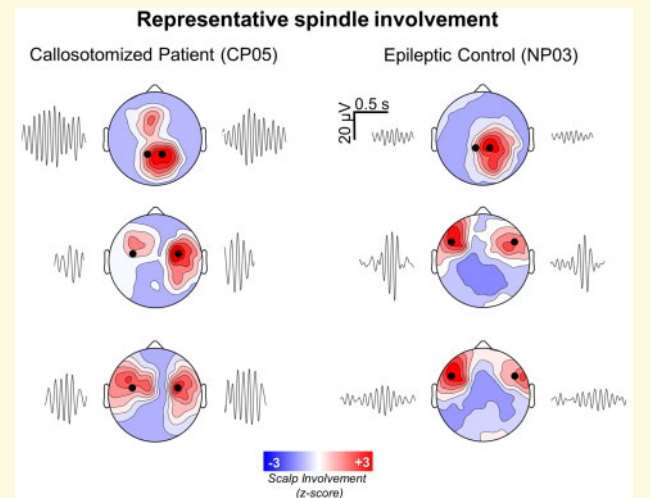 Representative spindle involvement
Callosotomized Patient (CP05)
Epileptic Control (NP03)
0.5 s
20 µV
-3
+3
Scalp Involvement
(z-score)